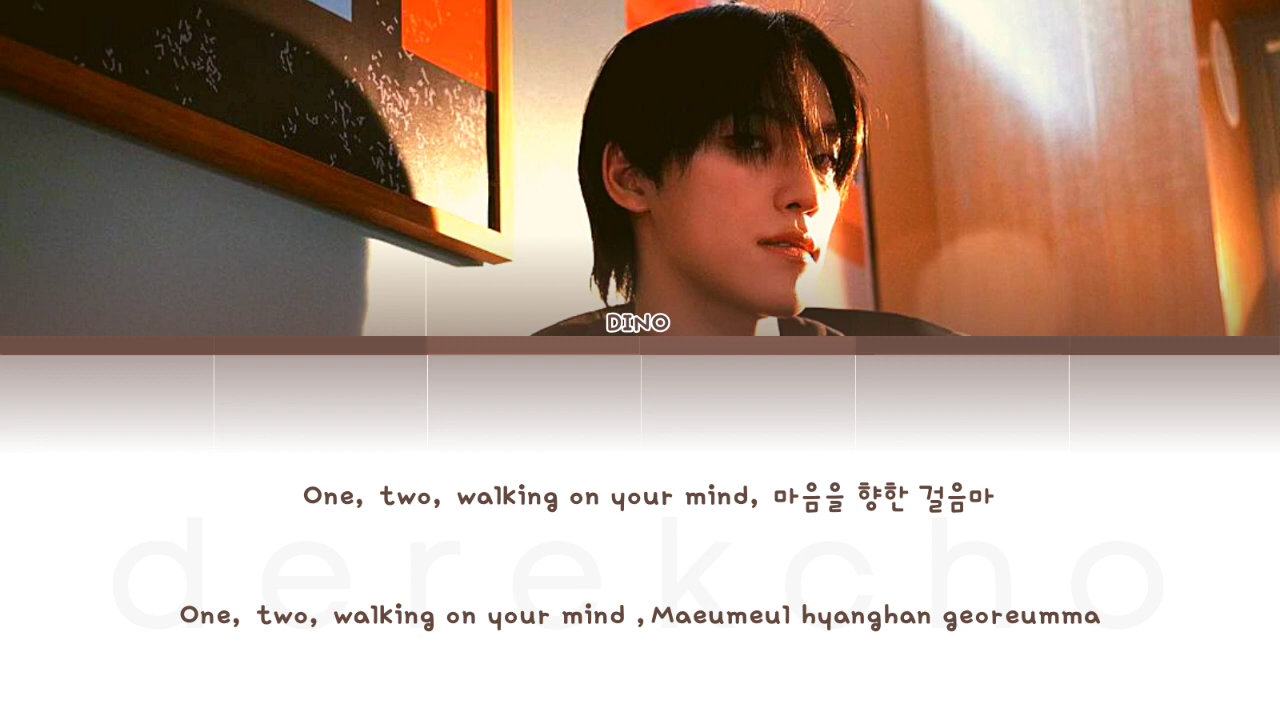 DINO
One, two, walking on your mind, 마음을 향한 걸음마
derekcho
One, two, walking on your mind , Maeumeul hyanghan georeumma